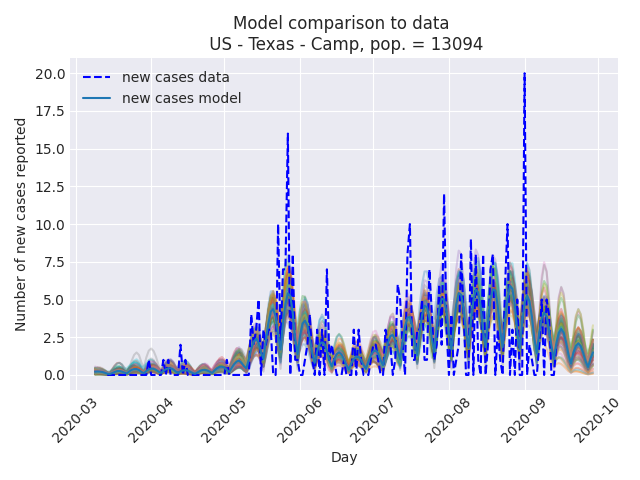 Model comparison to data
US - Texas - Camp, pop. = 13094
new cases data
new cases model
Number of new cases reported
20.0
17.5
15.0
12.5
10.0
7.5
5.0
2.5
0.0
2020-03
2020-04
2020-05
2020-06
2020-07
2020-08
2020-09
2020-10
Day